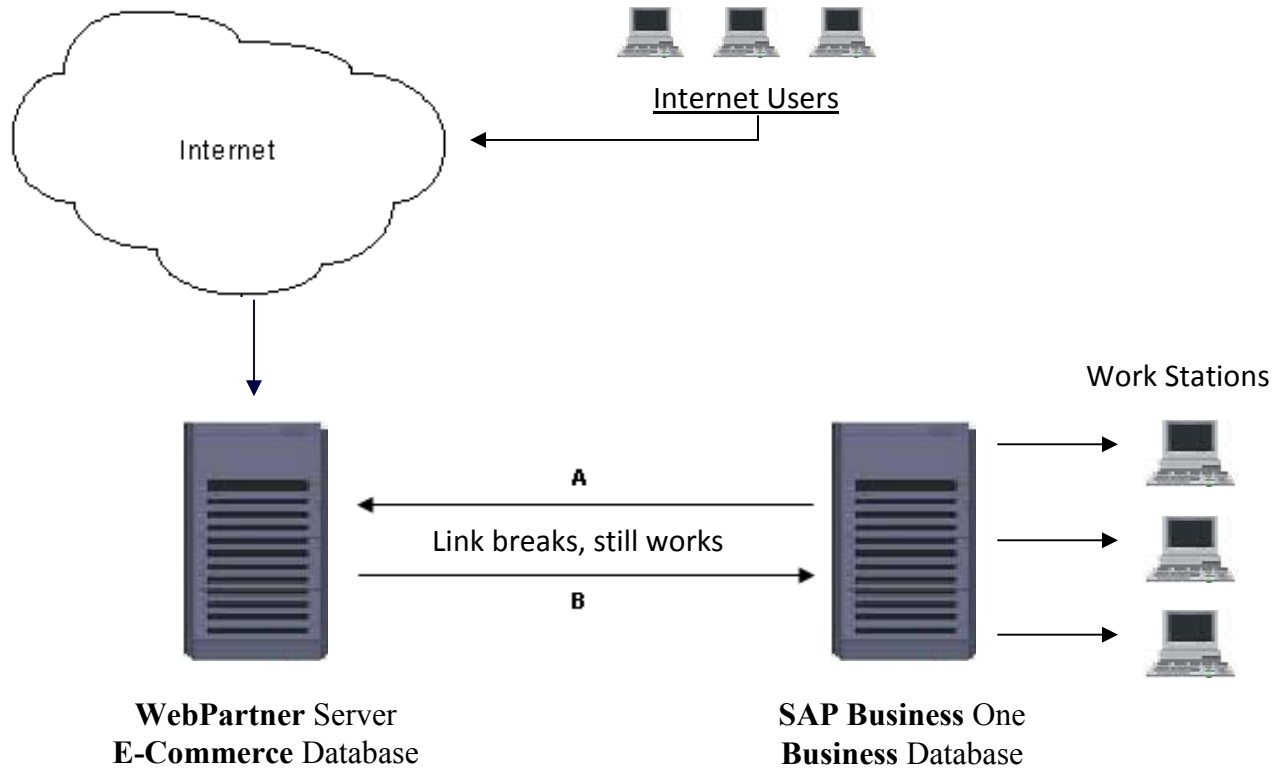 Internet Users
Internet
Work Stations
A
Link breaks, still works
B
WebPartner Server
E-Commerce Database
SAP Business One
Business Database